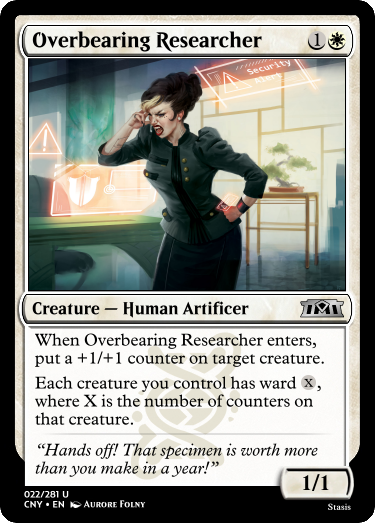 Overbearing Researcher 1
Security
Alert
Creature — Human Artificer
When Overbearing Researcher enters,
put a +1/+1 counter on target creature.
Each creature you control has ward X,
where X is the number of counters on
that creature.
“Hands off! That specimen is worth more
than you make in a year!”
1/1
022/281 U
CNY • EN Aurore Folny
Stasis